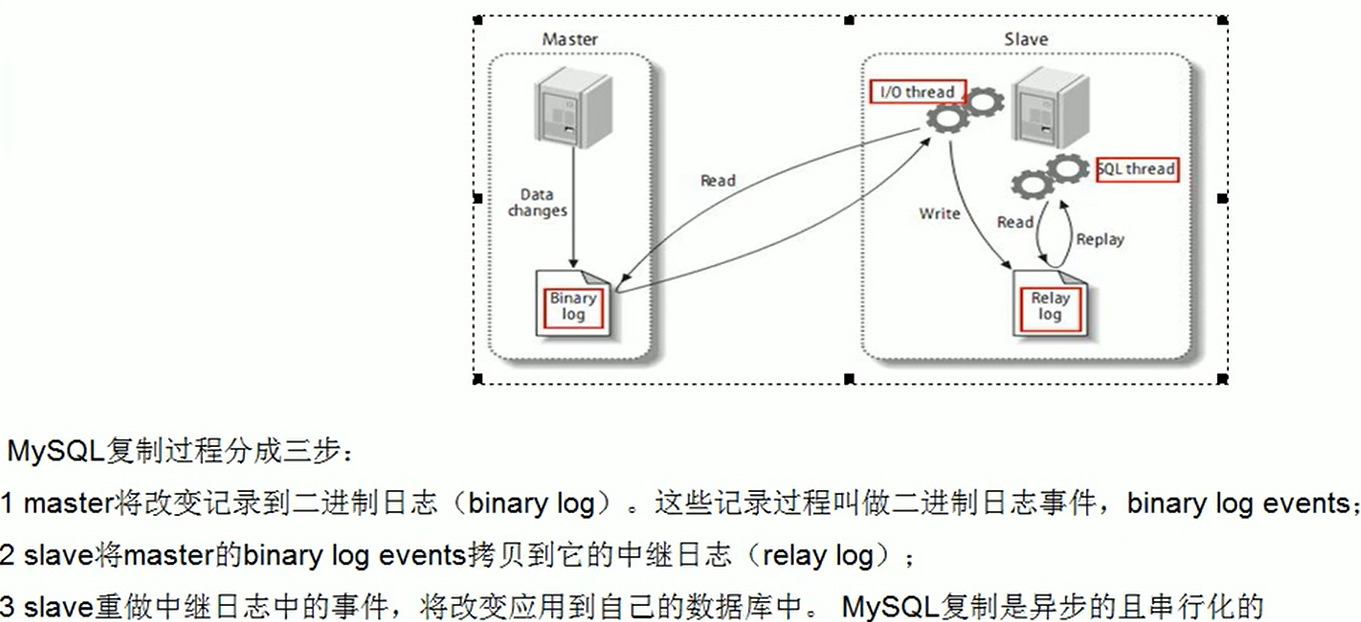 Master
Slave
I/O thread
SQL thread
Read
Data
changes
Write
Read
Replay
Binary
log
Relay
log
MySQL复制过程分成三步：
1 master将改变记录到二进制日志（binary log）。这些记录过程叫做二进制日志事件，binary log events；
2 slave将master的binary log events拷贝到它的中继日志（relay log）；
3 slave重做中继日志中的事件，将改变应用到自己的数据库中。 MySQL复制是异步的且串行化的